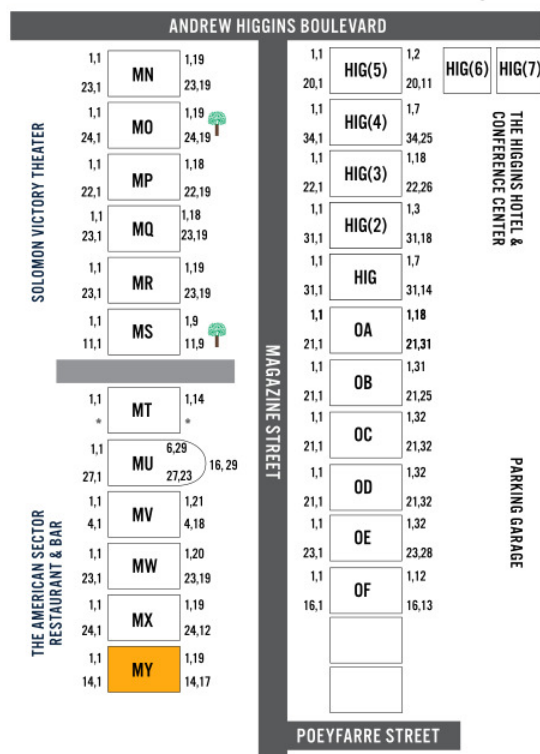 ANDREW HIGGINS BOULEVARD
SOLOMON VICTORY THEATER
1,1 MN 1,19
23,1 23,19
1,1 MO 1,19
24,1 24,19
1,1 MP 1,18
22,1 22,19
1,1 MQ 1,18
23,1 23,19
1,1 MR 1,19
23,1 23,19
1,1 MS 1,9
11,1 11,9
THE AMERICAN SECTOR
RESTAURANT & BAR
1,1 MT 1,14
* *
1,1 MU 6,29
16,29
27,1 27,23
1,1 MV 1,21
4,1 4,18
1,1 MW 1,20
23,1 23,19
1,1 MX 1,19
24,1 24,12
1,1 MY 1,19
14,1 14,17
MAGAZINE STREET
1,1 HIG(5) 1,2
20,1 20,11
HIG(6) HIG(7)
1,1 HIG(4) 1,7
34,1 34,25
1,1 HIG(3) 1,18
22,1 22,26
1,1 HIG(2) 1,3
31,1 31,18
1,1 HIG 1,7
31,1 31,14
1,1 OA 1,18
21,1 21,31
1,1 OB 1,31
21,1 21,25
1,1 OC 1,32
21,1 21,32
1,1 OD 1,32
21,1 21,32
1,1 OE 1,32
23,1 23,28
1,1 OF 1,12
16,1 16,13
THE HIGGINS HOTEL &
CONFERENCE CENTER
PARKING GARAGE
POEYFARRE STREET